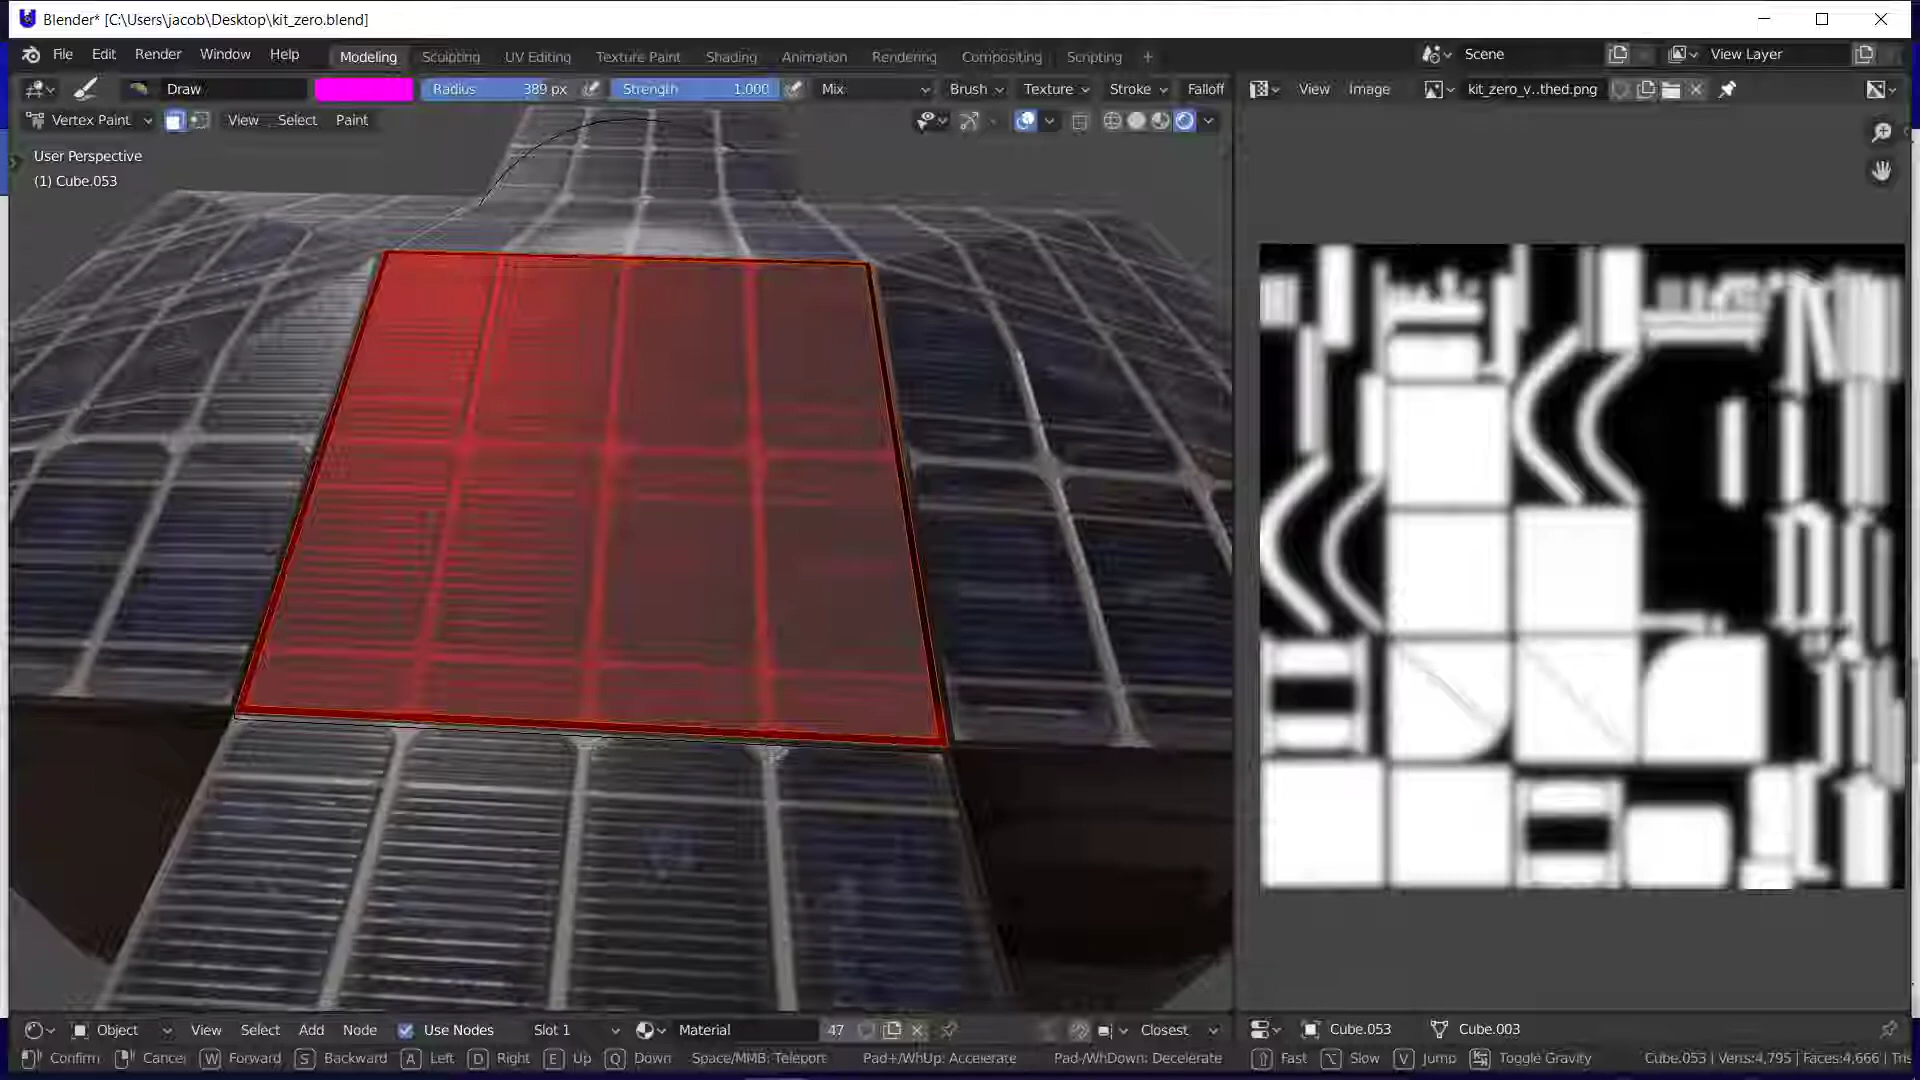 Blender* [C:\Users\jacob\Desktop\kit_zero.blend]
File Edit Render Window Help Modeling Sculpting UV Editing Texture Paint Shading Animation Rendering Compositing Scripting + Scene View Layer
Draw Radius 389 px Strength 1.000 Mix Brush Texture Stroke Falloff View Image kit_zero_v..thed.png
Vertex Paint View Select Paint
User Perspective
(1) Cube.053
Object View Select Add Node Use Nodes Slot 1 Material 47 Closest Cube.053 Cube.003
Confirm Cancel W Forward S Backward A Left D Right E Up Q Down Space/MMB: Teleport Pad+/WhUp: Accelerate Pad-/WhDown: Decelerate Fast Slow V Jump Toggle Gravity Cube.053 | Verts:4,795 | Faces:4,666 | Tris